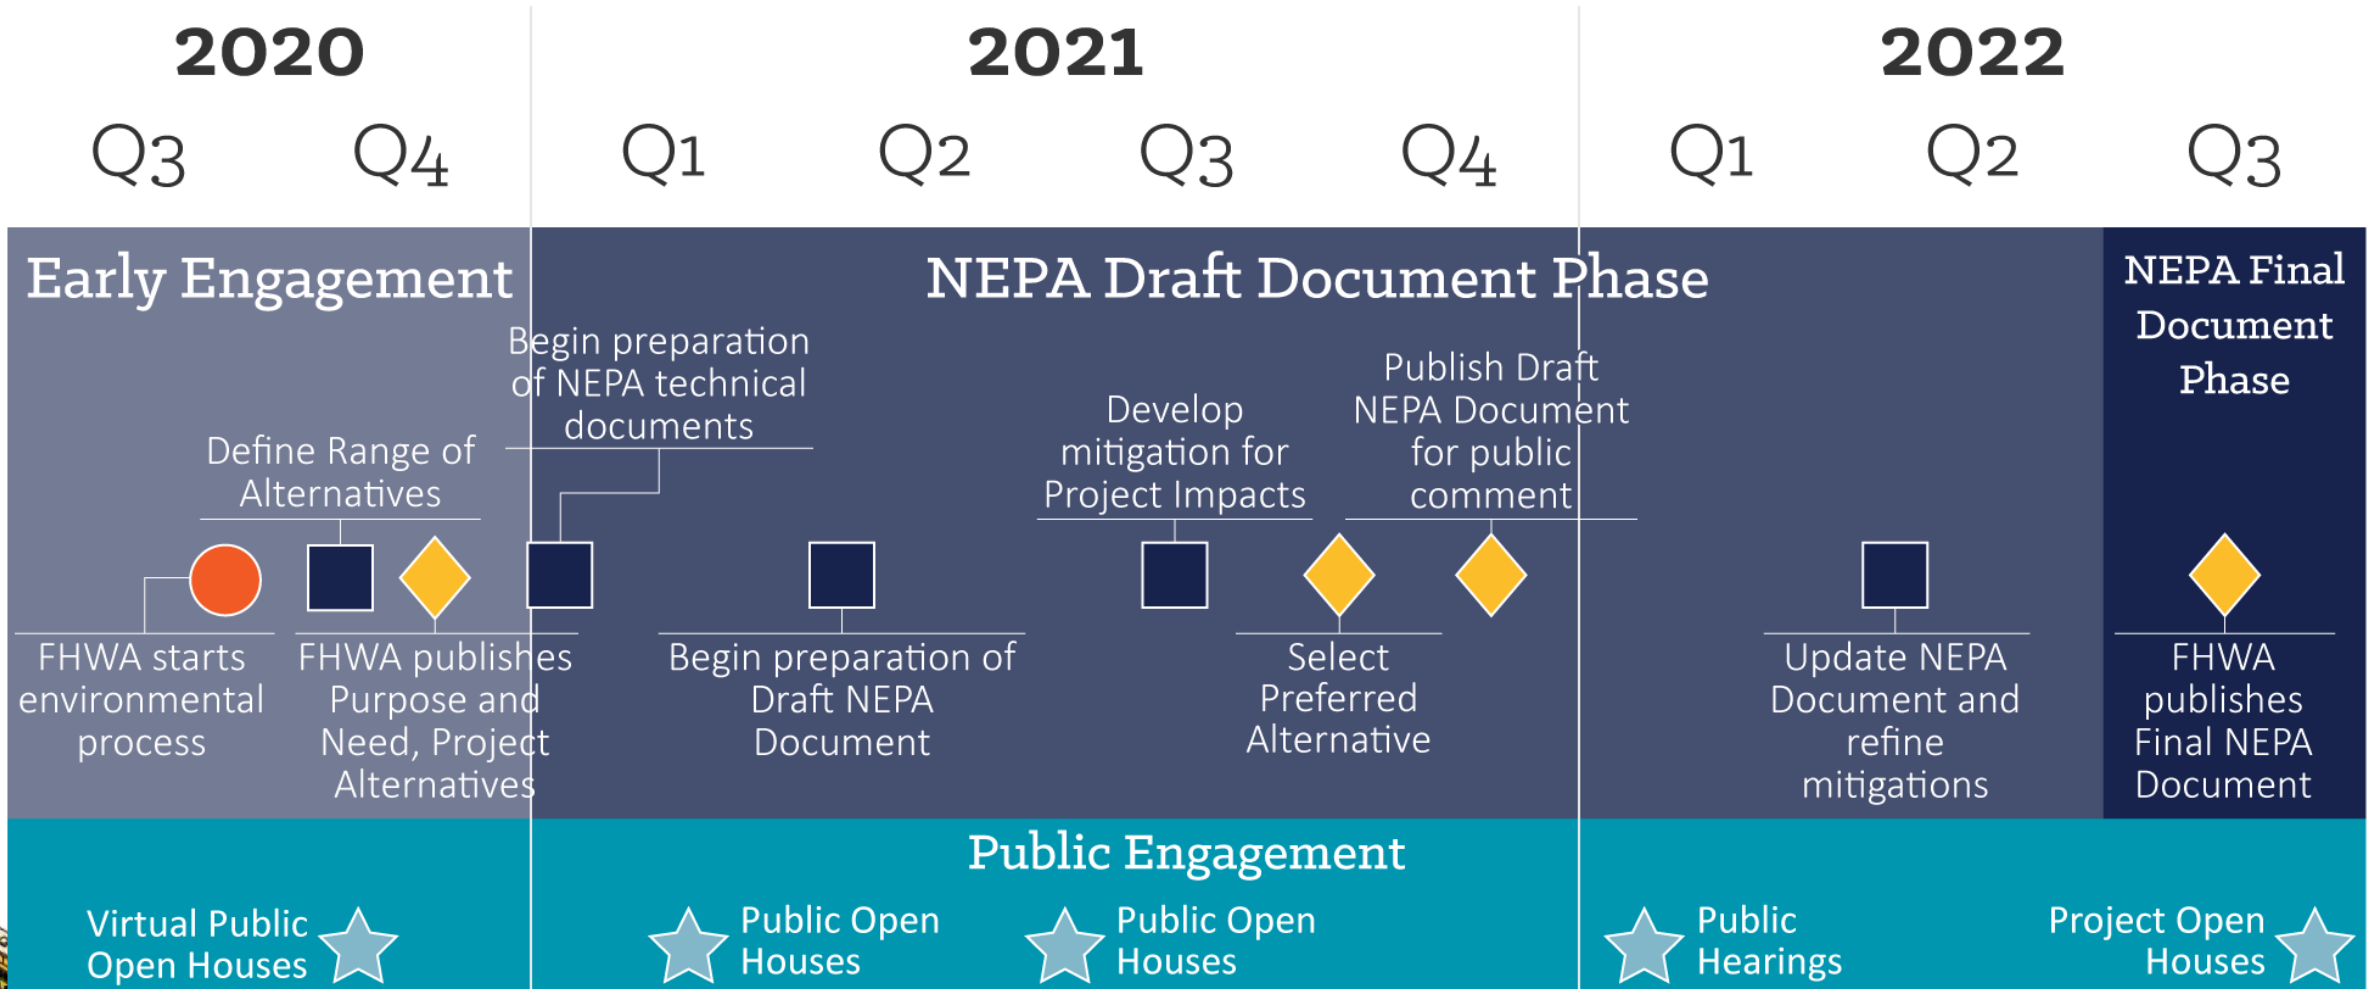 2020
2021
2022
Q3
Q4
Q1
Q2
Q3
Q4
Q1
Q2
Q3
Early Engagement
NEPA Draft Document Phase
NEPA Final
Document
Phase
Begin preparation
of NEPA technical
documents
Define Range of
Alternatives
Develop
mitigation for
Project Impacts
Publish Draft
NEPA Document
for public
comment
FHWA starts
environmental
process
FHWA publishes
Purpose and
Need, Project
Alternatives
Begin preparation of
Draft NEPA
Document
Select
Preferred
Alternative
Update NEPA
Document and
refine
mitigations
FHWA
publishes
Final NEPA
Document
Public Engagement
Virtual Public
Open Houses
Public Open
Houses
Public Open
Houses
Public
Hearings
Project Open
Houses